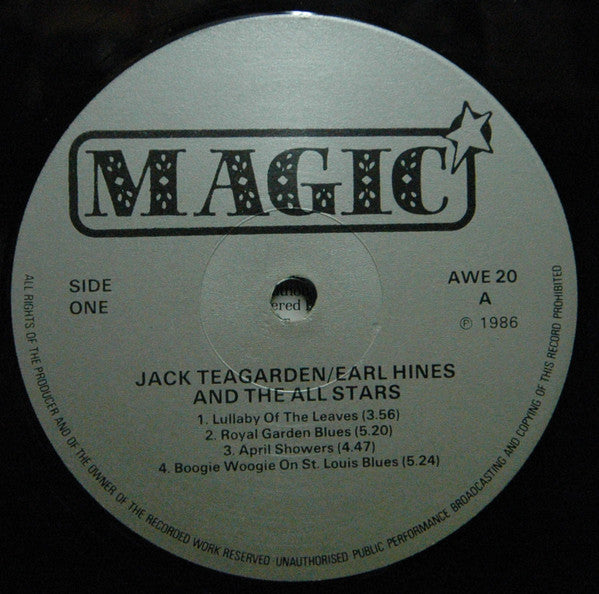 MAGIC
SIDE
ONE
AWE 20
A
℗ 1986
ered
JACK TEAGARDEN/EARL HINES
AND THE ALL STARS
1. Lullaby Of The Leaves (3.56)
2. Royal Garden Blues (5.20)
3. April Showers (4.47)
4. Boogie Woogie On St. Louis Blues (5.24)
ALL RIGHTS OF THE PRODUCER AND OF THE OWNER OF THE RECORDED WORK RESERVED UNAUTHORISED PUBLIC PERFORMANCE BROADCASTING AND COPYING OF THIS RECORD PROHIBITED